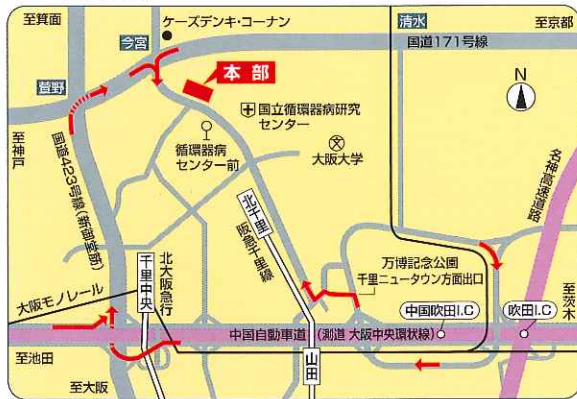 至箕面
ケーズデンキ・コーナン
今宮
清水
至京都
国道171号線
萱野
本部
N
国立循環器病研究
センター
至神戸
国道423号線(新御堂筋)
循環器病
センター前
大阪大学
名神高速道路
北千里
阪急千里線
北大阪急行
千里中央
万博記念公園
千里ニュータウン方面出口
大阪モノレール
中国吹田I.C
吹田I.C
至茨木
中国自動車道(測道 大阪中央環状線)
至池田
山田
至大阪